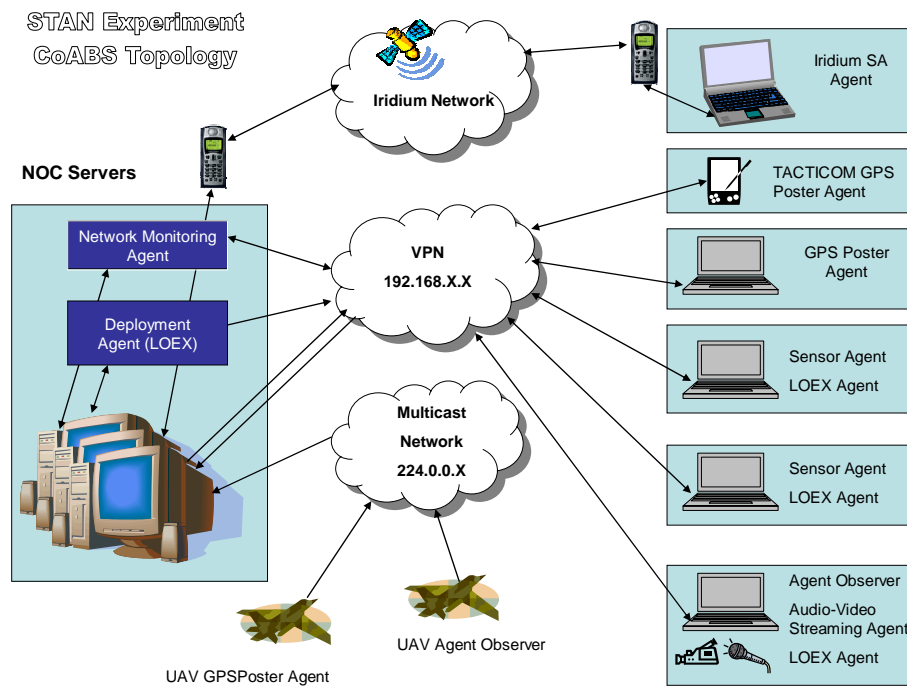 STAN Experiment
CoABS Topology
Iridium Network
Iridium SA
Agent
NOC Servers
TACTICOM GPS
Poster Agent
Network Monitoring
Agent
VPN
192.168.X.X
GPS Poster
Agent
Deployment
Agent (LOEX)
Sensor Agent
LOEX Agent
Multicast
Network
224.0.0.X
Sensor Agent
LOEX Agent
Agent Observer
Audio-Video
Streaming Agent
LOEX Agent
UAV Agent Observer
UAV GPSPoster Agent